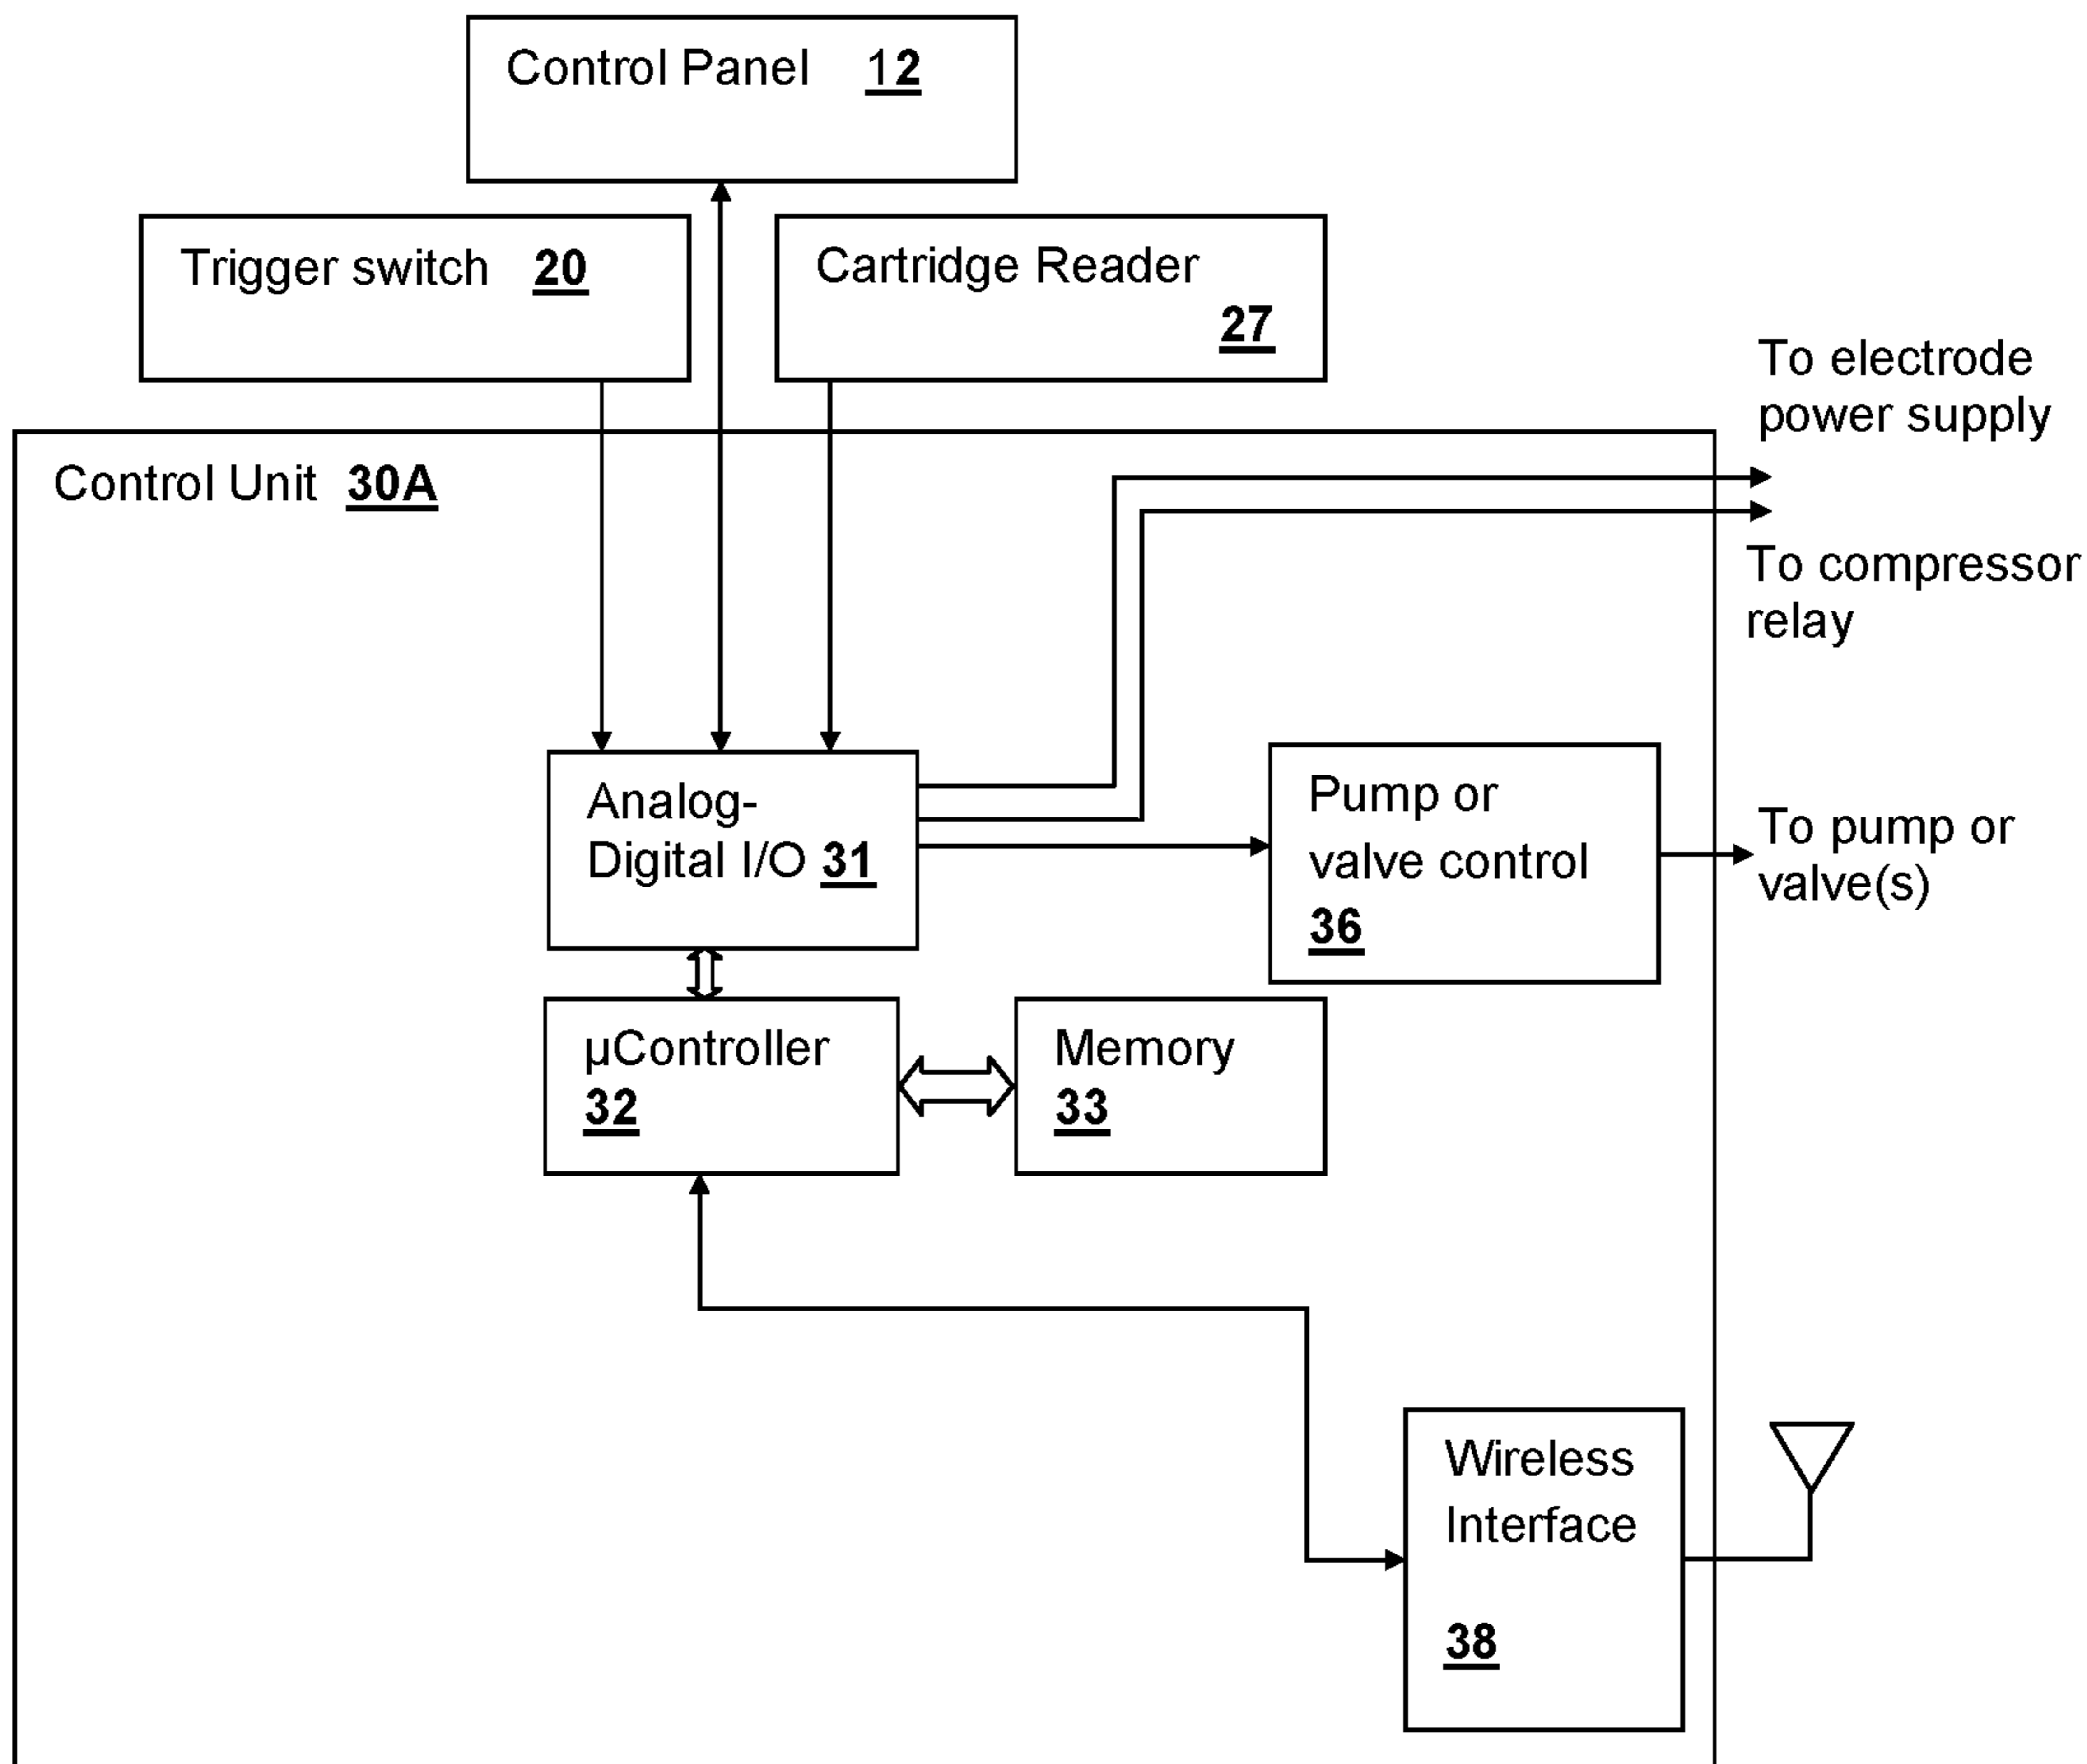 Control Panel 12
Trigger switch 20
Cartridge Reader
27
To electrode
power supply
Control Unit 30A
To compressor
relay
Analog-
Digital I/O 31
Pump or
valve control
36
To pump or
valve(s)
µController
32
Memory
33
Wireless
Interface
38